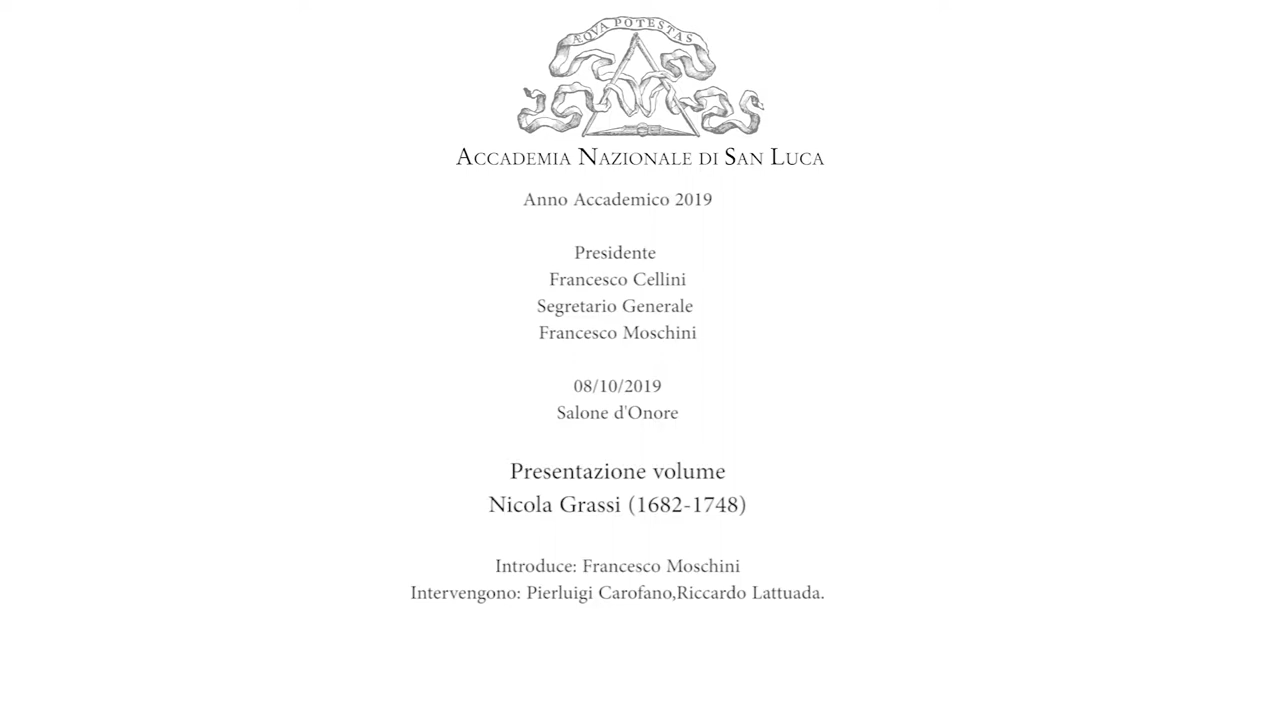 ÆQVA POTESTAS
ACCADEMIA NAZIONALE DI SAN LUCA
Anno Accademico 2019
Presidente
Francesco Cellini
Segretario Generale
Francesco Moschini
08/10/2019
Salone d'Onore
Presentazione volume
Nicola Grassi (1682-1748)
Introduce: Francesco Moschini
Intervengono: Pierluigi Carofano,Riccardo Lattuada.